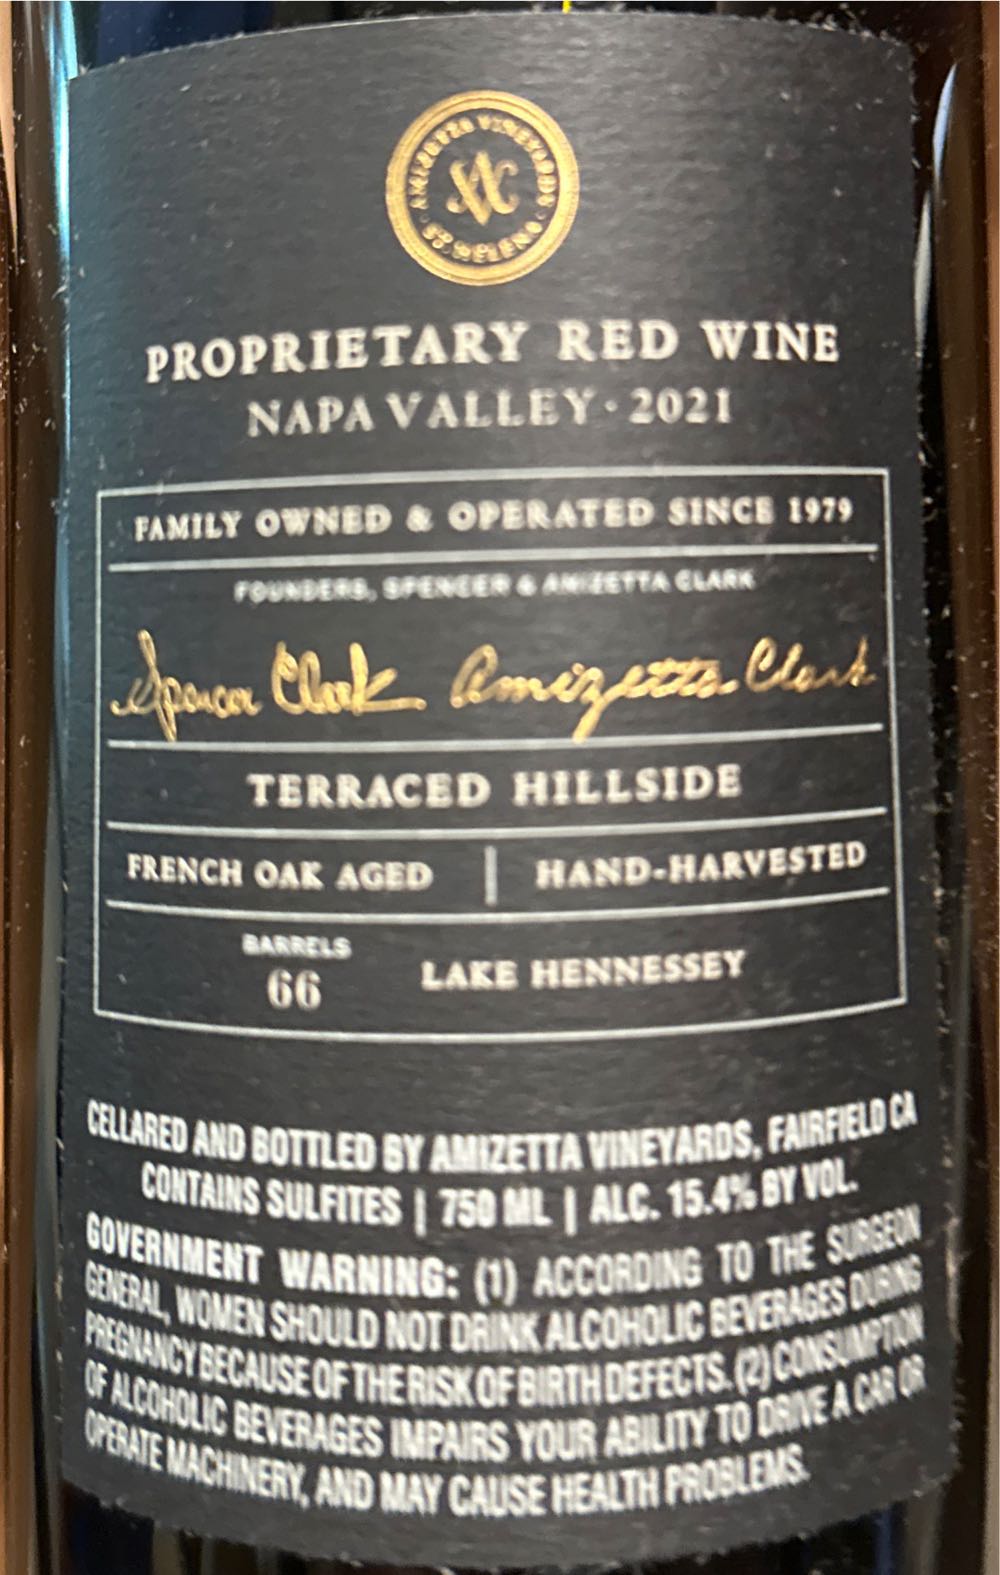 AMIZETTA VINEYARDS
ST. HELENA
PROPRIETARY RED WINE
NAPA VALLEY · 2021
FAMILY OWNED & OPERATED SINCE 1979
FOUNDERS, SPENCER & AMIZETTA CLARK
Spencer Clark Amizetta Clark
TERRACED HILLSIDE
FRENCH OAK AGED | HAND-HARVESTED
BARRELS
66 LAKE HENNESSEY
CELLARED AND BOTTLED BY AMIZETTA VINEYARDS, FAIRFIELD CA
CONTAINS SULFITES | 750 ML | ALC. 15.4% BY VOL.
GOVERNMENT WARNING: (1) ACCORDING TO THE SURGEON
GENERAL, WOMEN SHOULD NOT DRINK ALCOHOLIC BEVERAGES DURING
PREGNANCY BECAUSE OF THE RISK OF BIRTH DEFECTS. (2) CONSUMPTION
OF ALCOHOLIC BEVERAGES IMPAIRS YOUR ABILITY TO DRIVE A CAR OR
OPERATE MACHINERY, AND MAY CAUSE HEALTH PROBLEMS.